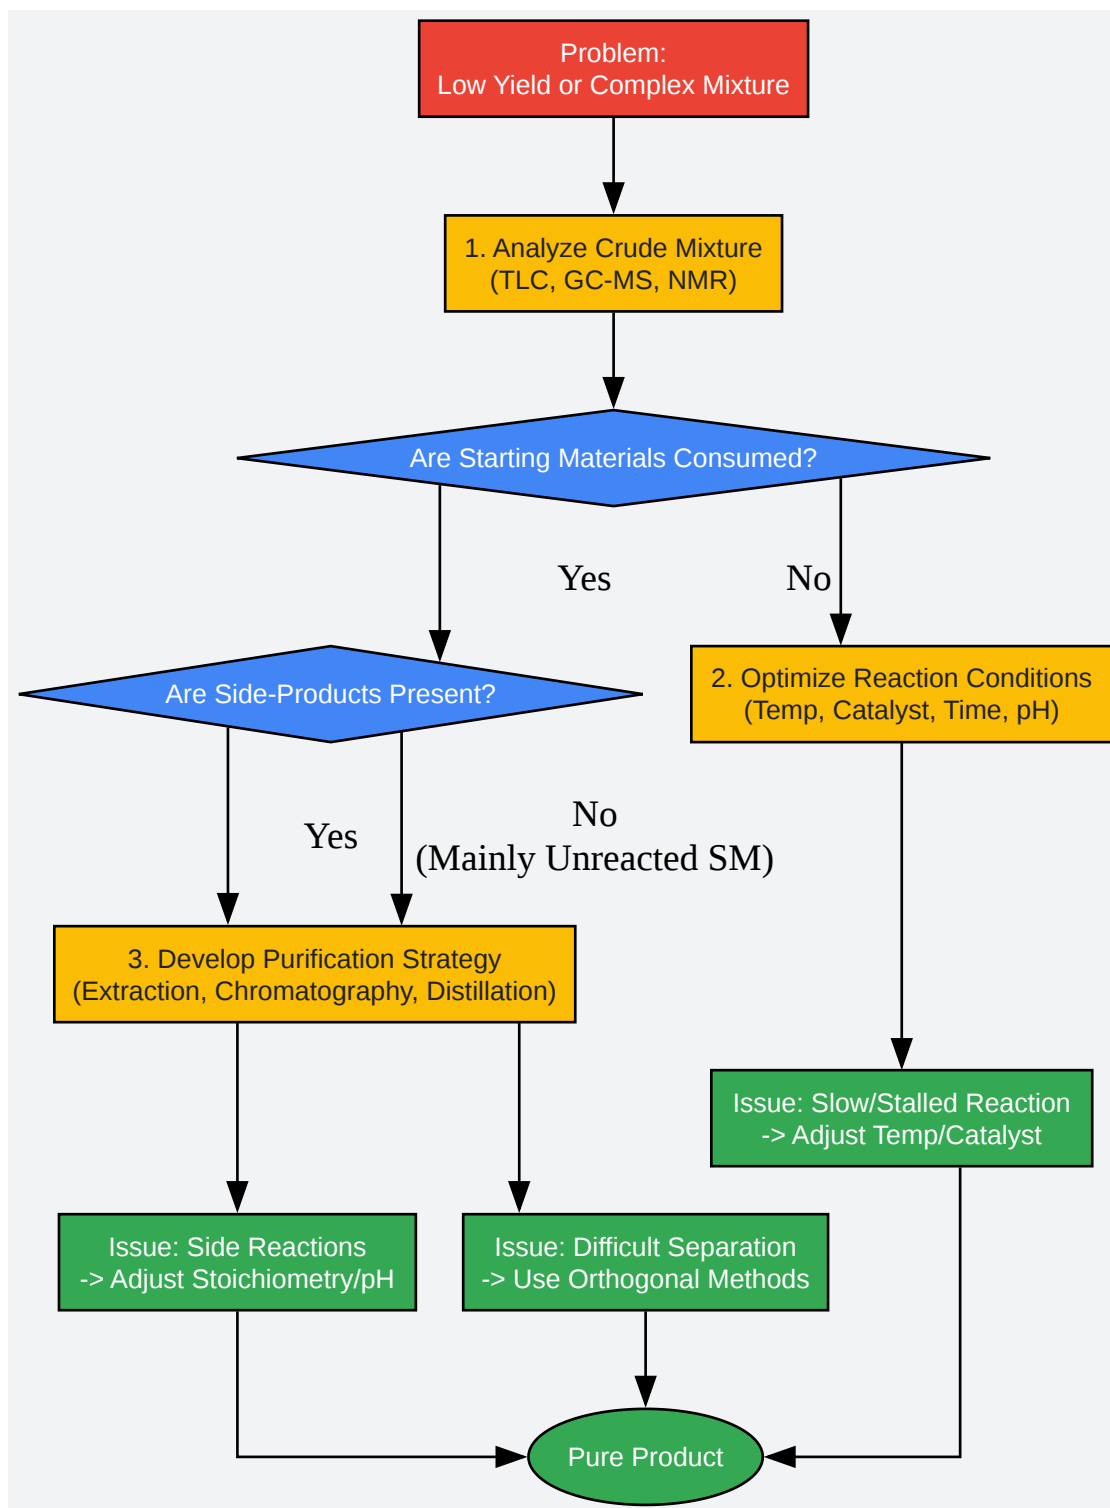 Problem:
Low Yield or Complex Mixture
1. Analyze Crude Mixture
(TLC, GC-MS, NMR)
Are Starting Materials Consumed?
Yes
No
Are Side-Products Present?
2. Optimize Reaction Conditions
(Temp, Catalyst, Time, pH)
Yes
No
(Mainly Unreacted SM)
3. Develop Purification Strategy
(Extraction, Chromatography, Distillation)
Issue: Slow/Stalled Reaction
-> Adjust Temp/Catalyst
Issue: Side Reactions
-> Adjust Stoichiometry/pH
Issue: Difficult Separation
-> Use Orthogonal Methods
Pure Product